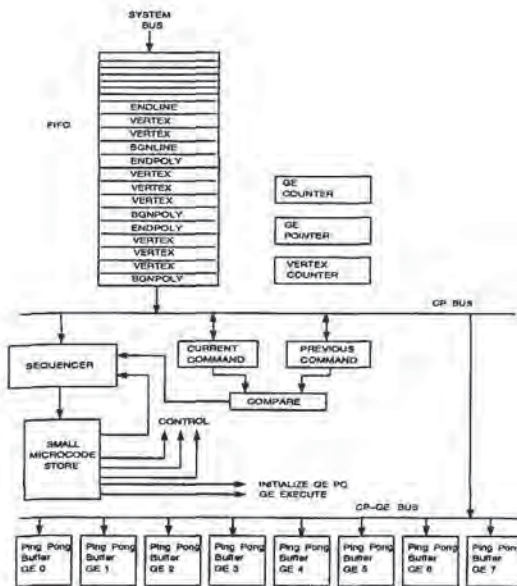 SYSTEM
BUS
FIFO
ENDLINE
VERTEX
VERTEX
BGNLINE
ENDPOLY
VERTEX
VERTEX
VERTEX
BGNPOLY
ENDPOLY
VERTEX
VERTEX
VERTEX
BGNPOLY
GE
COUNTER
GE
POINTER
VERTEX
COUNTER
CP BUS
SEQUENCER
CURRENT
COMMAND
PREVIOUS
COMMAND
COMPARE
SMALL
MICROCODE
STORE
CONTROL
INITIALIZE GE PC
GE EXECUTE
CP-GE BUS
Ping Pong
Buffer
GE 0
Ping Pong
Buffer
GE 1
Ping Pong
Buffer
GE 2
Ping Pong
Buffer
GE 3
Ping Pong
Buffer
GE 4
Ping Pong
Buffer
GE 5
Ping Pong
Buffer
GE 6
Ping Pong
Buffer
GE 7